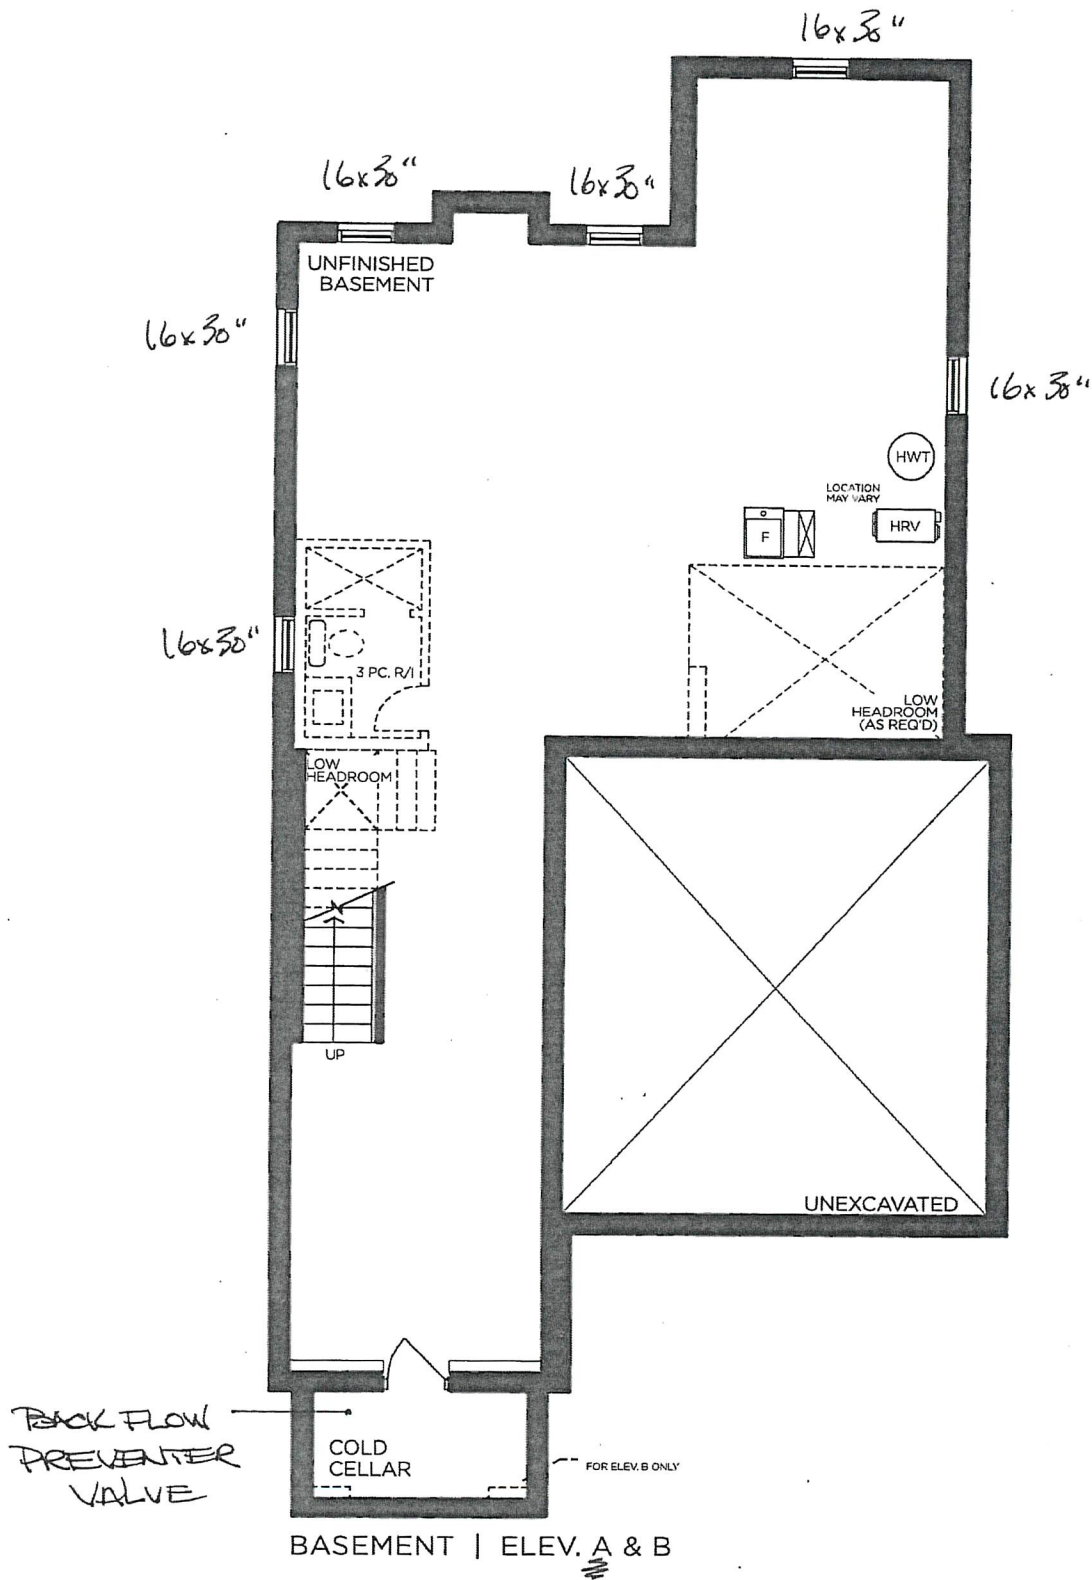 16x30"
16x30"
16x30"
UNFINISHED
BASEMENT
16x30"
16x30"
HWT
LOCATION
MAY VARY
F
HRV
16x30"
3 PC. R/I
LOW
HEADROOM
(AS REQ'D)
LOW
HEADROOM
UP
UNEXCAVATED
BACK FLOW
PREVENTER
VALVE
COLD
CELLAR
FOR ELEV. B ONLY
BASEMENT | ELEV. A & B